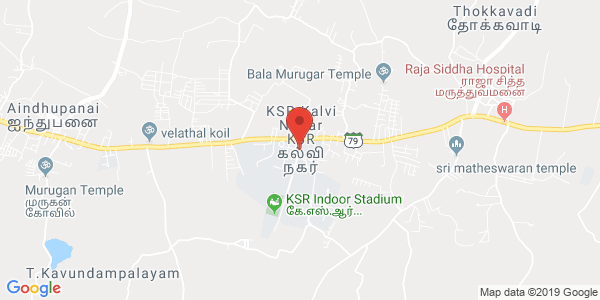 Thokkavadi
தோக்கவாடி
Bala Murugar Temple
Raja Siddha Hospital
ராஜா சித்த
மருத்துவமனை
Aindhupanai
ஐந்துபனை
KSR Kalvi
Nagar
KSR
கல்வி
நகர்
velathal koil
79
H
sri matheswaran temple
Murugan Temple
முருகன்
கோவில்
KSR Indoor Stadium
கே.எஸ்.ஆர்...
T.Kavundampalayam
Google
Map data ©2019 Google